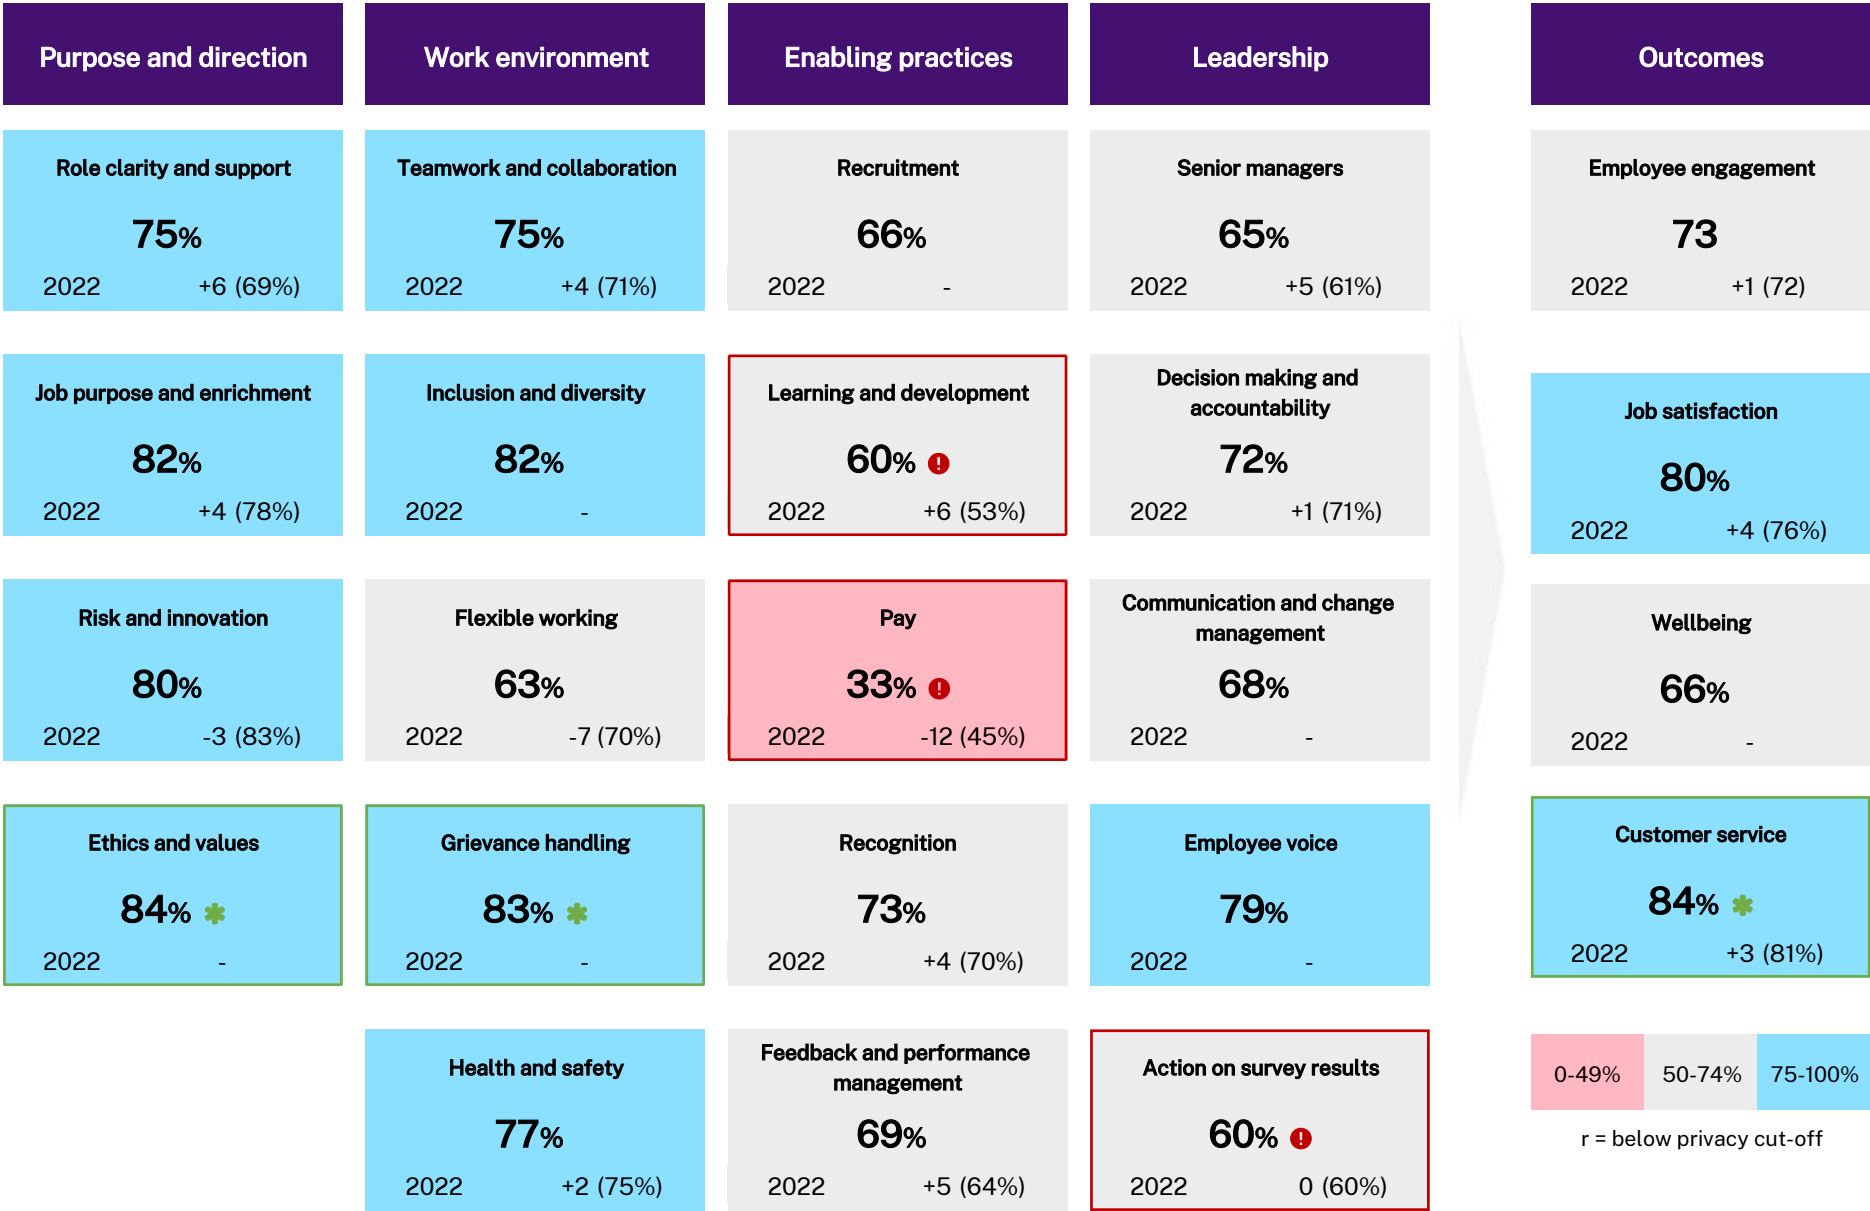 Purpose and direction
Role clarity and support
75%
2022 +6 (69%)
Job purpose and enrichment
82%
2022 +4 (78%)
Risk and innovation
80%
2022 -3 (83%)
Ethics and values
84%
2022 -
Work environment
Teamwork and collaboration
75%
2022 +4 (71%)
Inclusion and diversity
82%
2022 -
Flexible working
63%
2022 -7 (70%)
Grievance handling
83%
2022 -
Health and safety
77%
2022 +2 (75%)
Enabling practices
Recruitment
66%
2022 -
Learning and development
60% !
2022 +6 (53%)
Pay
33% !
2022 -12 (45%)
Recognition
73%
2022 +4 (70%)
Feedback and performance
management
69%
2022 +5 (64%)
Leadership
Senior managers
65%
2022 +5 (61%)
Decision making and
accountability
72%
2022 +1 (71%)
Communication and change
management
68%
2022 -
Employee voice
79%
2022 -
Action on survey results
60% !
2022 0 (60%)
Outcomes
Employee engagement
73
2022 +1 (72)
Job satisfaction
80%
2022 +4 (76%)
Wellbeing
66%
2022 -
Customer service
84%
2022 +3 (81%)
0-49% 50-74% 75-100%
r = below privacy cut-off